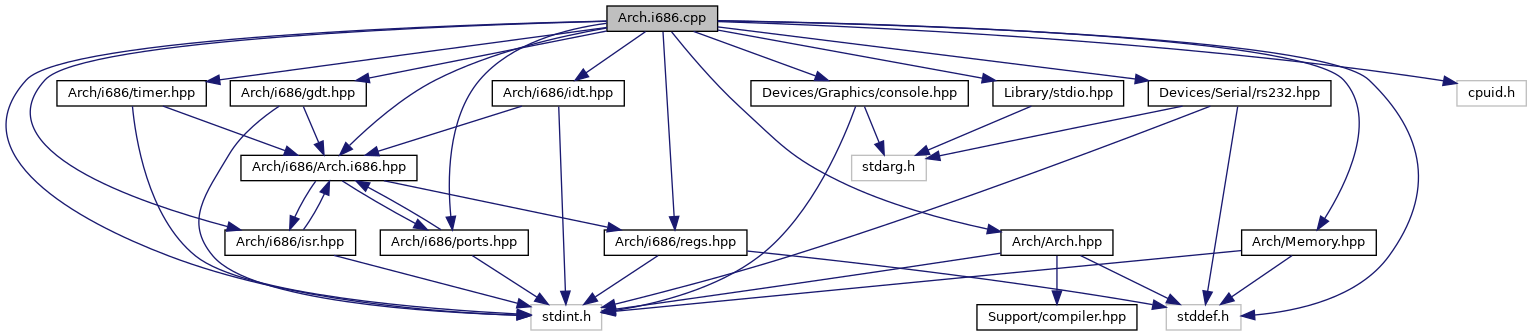 Arch.i686.cpp
Arch/i686/timer.hpp
Arch/i686/gdt.hpp
Arch/i686/idt.hpp
Devices/Graphics/console.hpp
Library/stdio.hpp
Devices/Serial/rs232.hpp
cpuid.h
Arch/i686/Arch.i686.hpp
stdarg.h
Arch/i686/isr.hpp
Arch/i686/ports.hpp
Arch/i686/regs.hpp
Arch/Arch.hpp
Arch/Memory.hpp
stdint.h
Support/compiler.hpp
stddef.h